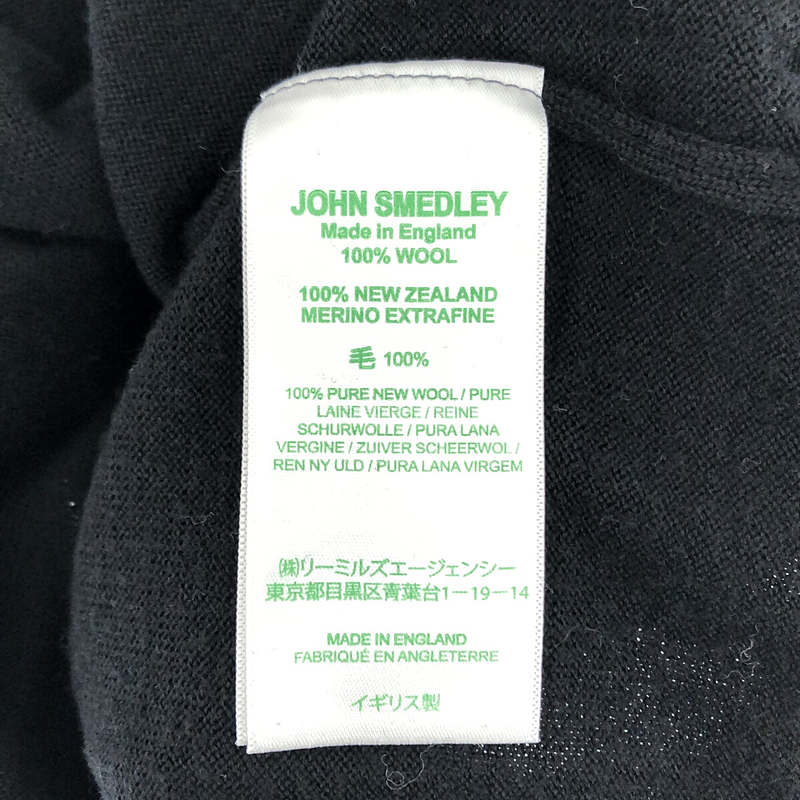 JOHN SMEDLEY
Made in England
100% WOOL
100% NEW ZEALAND
MERINO EXTRAFINE
毛 100%
100% PURE NEW WOOL / PURE
LAINE VIERGE / REINE
SCHURWOLLE / PURA LANA
VERGINE / ZUIVER SCHEERWOL /
REN NY ULD / PURA LANA VIRGEM
㈱リーミルズエージェンシー
東京都目黒区青葉台1-19-14
MADE IN ENGLAND
FABRIQUÉ EN ANGLETERRE
イギリス製